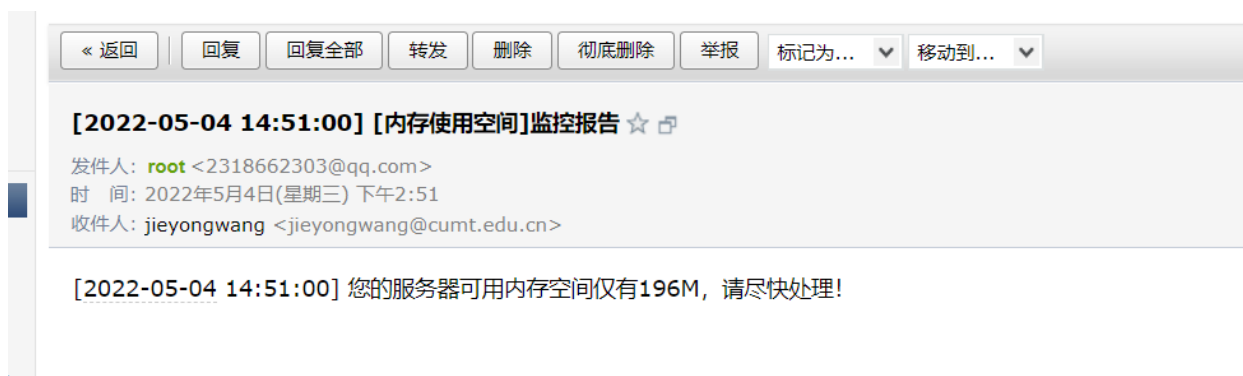 « 返回 回复 回复全部 转发 删除 彻底删除 举报 标记为... 移动到...
[2022-05-04 14:51:00] [内存使用空间]监控报告
发件人: root <2318662303@qq.com>
时 间: 2022年5月4日(星期三) 下午2:51
收件人: jieyongwang <jieyongwang@cumt.edu.cn>
[2022-05-04 14:51:00] 您的服务器可用内存空间仅有196M，请尽快处理！